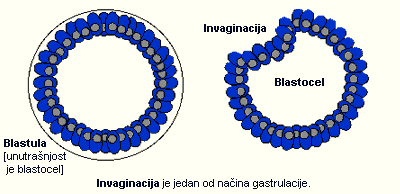 Invaginacija
Blastocel
Blastula
[unutrašnjost
je blastocel]
Invaginacija je jedan od načina gastrulacije.